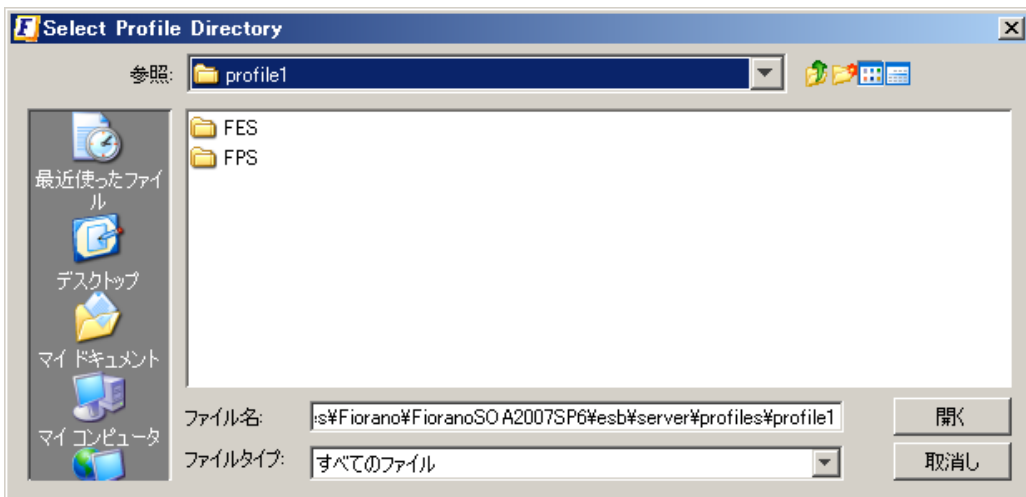 Select Profile Directory
参照: profile1
FES
FPS
最近使ったファイ
ル
デスクトップ
マイ ドキュメント
マイ コンピュータ
ファイル名: s¥Fiorano¥FioranoSOA2007SP6¥esb¥server¥profiles¥profile1 開く
ファイルタイプ: すべてのファイル 取消し